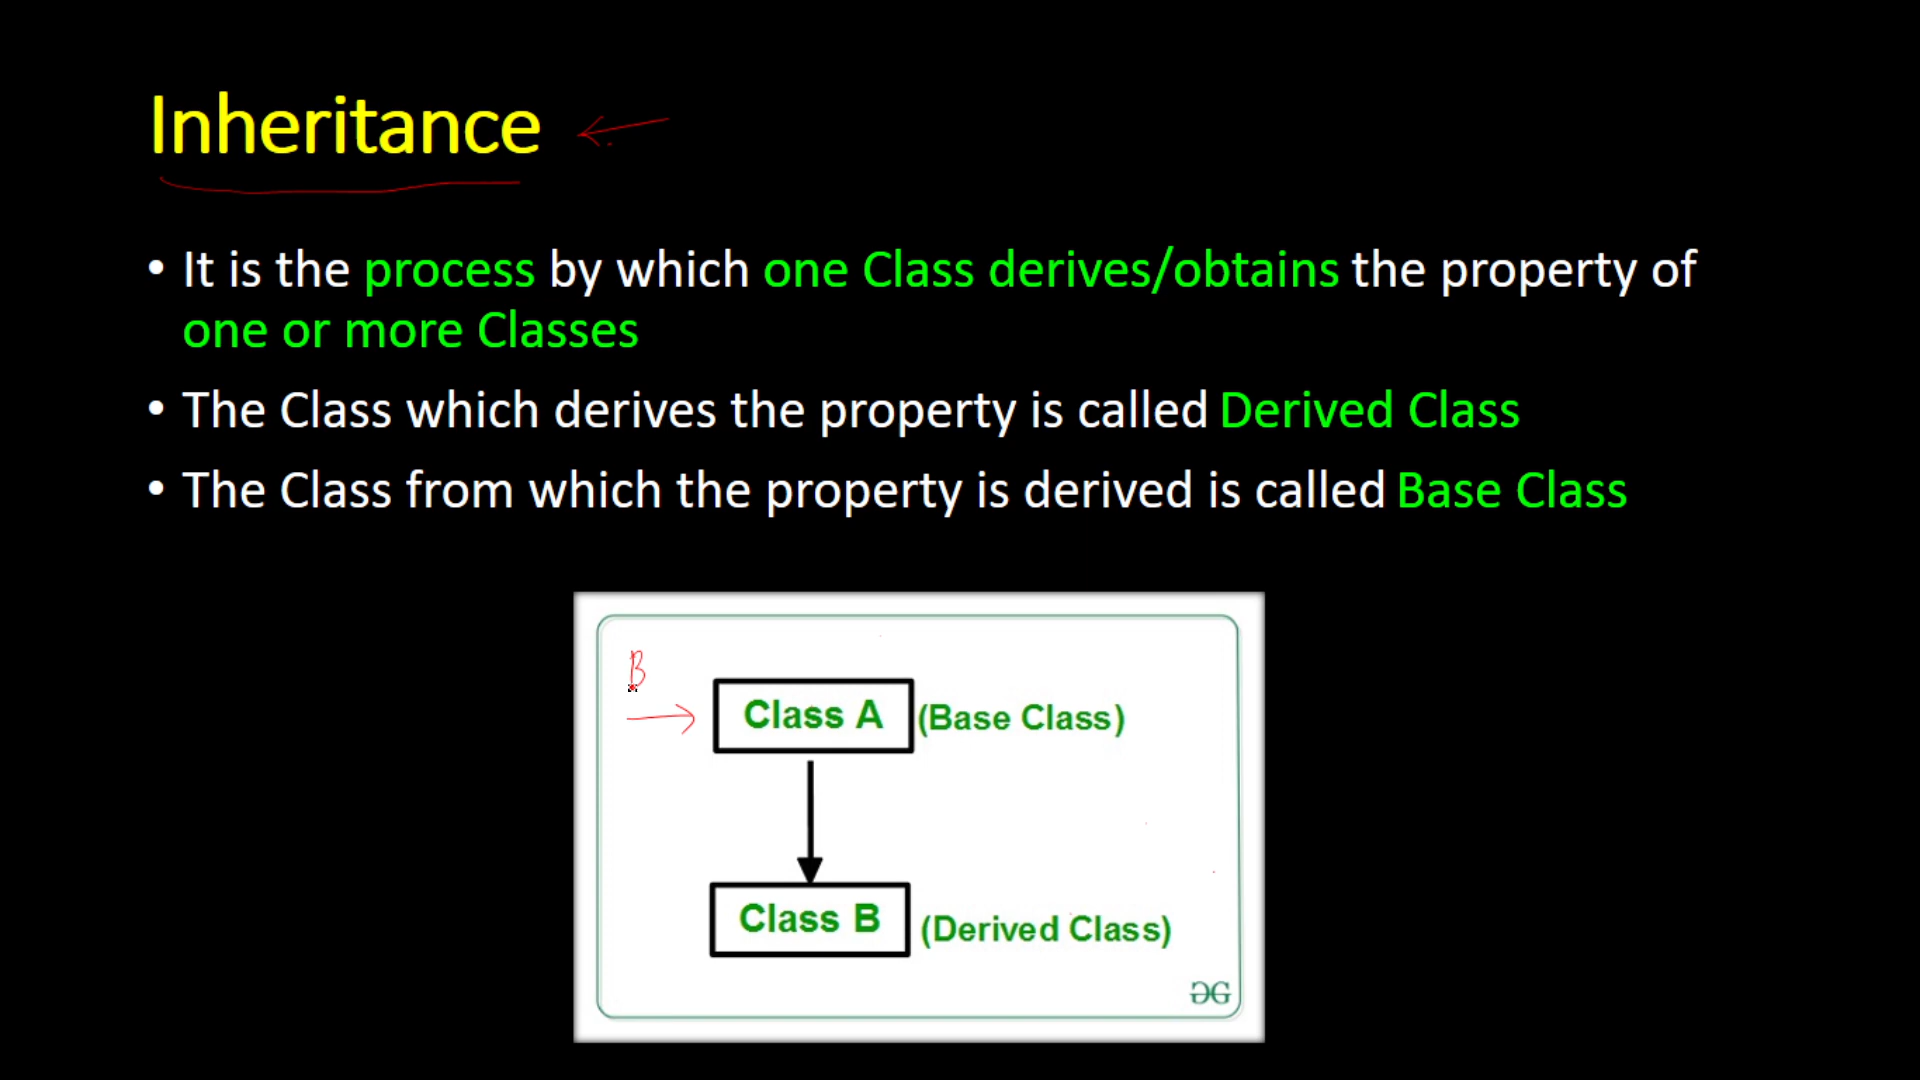 Inheritance
• It is the process by which one Class derives/obtains the property of
one or more Classes
• The Class which derives the property is called Derived Class
• The Class from which the property is derived is called Base Class
B
Class A (Base Class)
Class B (Derived Class)
GG